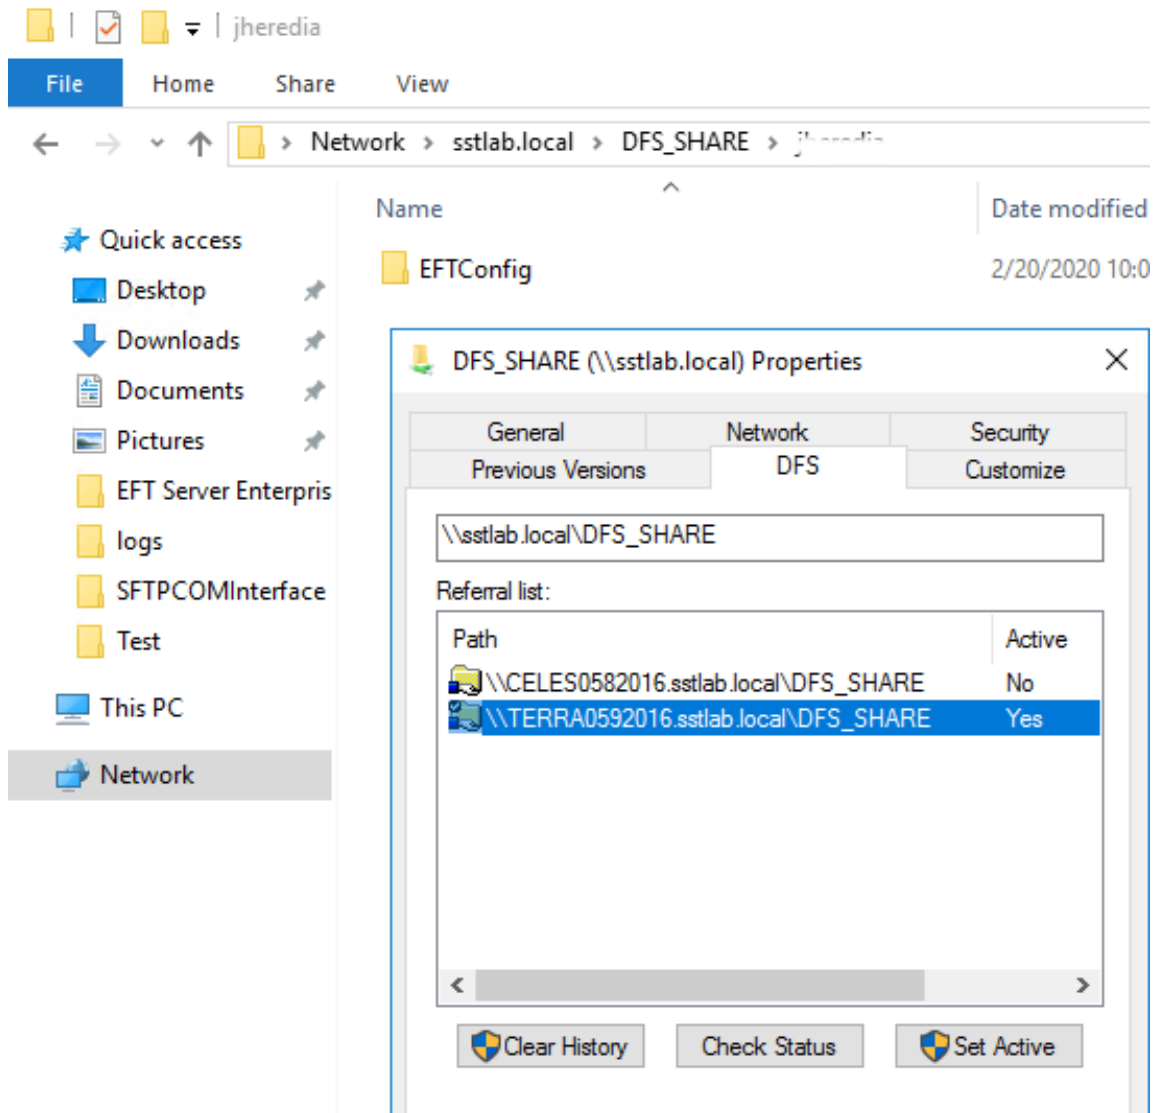 jheredia
File Home Share View
Network > sstlab.local > DFS_SHARE >
Name Date modified
Quick access
EFTConfig 2/20/2020 10:0
Desktop
Downloads
Documents
Pictures
EFT Server Enterpris
logs
SFTPCOMInterface
Test
This PC
Network
DFS_SHARE (\\sstlab.local) Properties
General Network Security
Previous Versions DFS Customize
\\sstlab.local\DFS_SHARE
Referral list:
Path Active
\\CELES0582016.sstlab.local\DFS_SHARE No
\\TERRA0592016.sstlab.local\DFS_SHARE Yes
Clear History Check Status Set Active